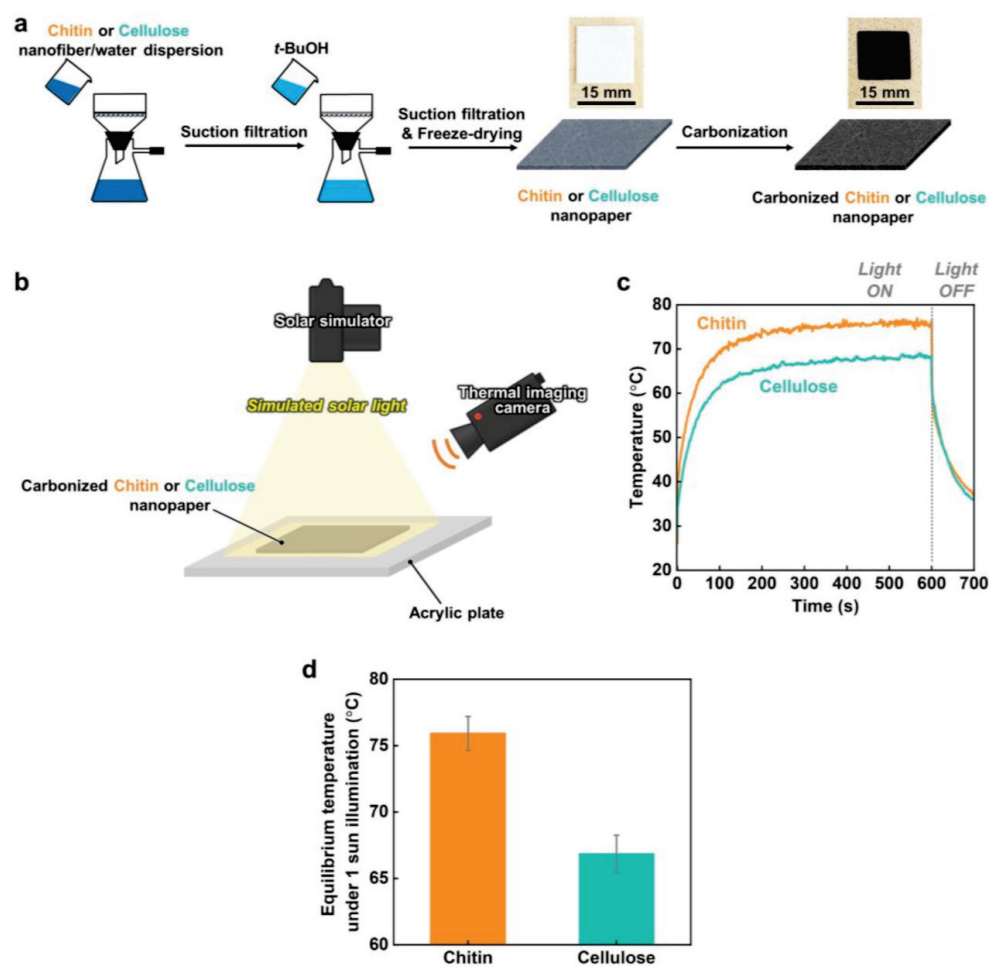 a
Chitin or Cellulose
nanofiber/water dispersion
t-BuOH
Suction filtration
Suction filtration
& Freeze-drying
15 mm
Chitin or Cellulose
nanopaper
Carbonization
15 mm
Carbonized Chitin or Cellulose
nanopaper
b
Solar simulator
Simulated solar light
Thermal imaging
camera
Carbonized Chitin or Cellulose
nanopaper
Acrylic plate
c
Light
ON
Light
OFF
Temperature (°C)
80
70
60
50
40
30
20
Chitin
Cellulose
0 100 200 300 400 500 600 700
Time (s)
d
Equilibrium temperature
under 1 sun illumination (°C)
80
75
70
65
60
Chitin Cellulose